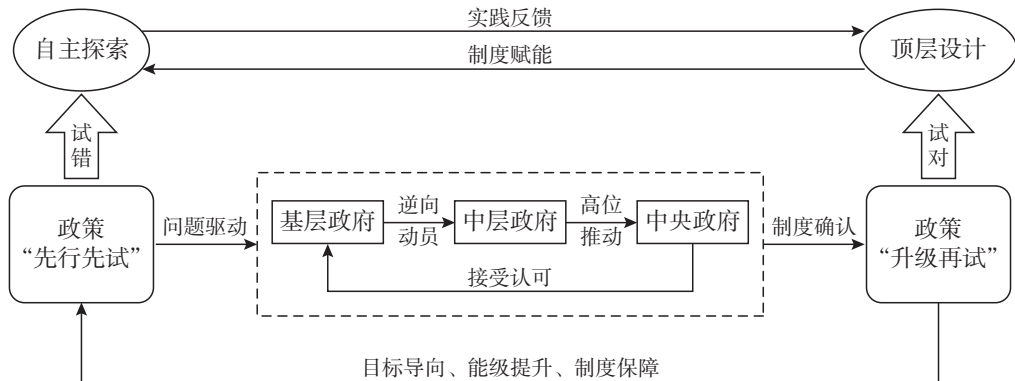 实践反馈
自主探索
顶层设计
制度赋能
试错
试对
政策
“先行先试”
问题驱动
基层政府
逆向
动员
中层政府
高位
推动
中央政府
接受认可
制度确认
政策
“升级再试”
目标导向、能级提升、制度保障